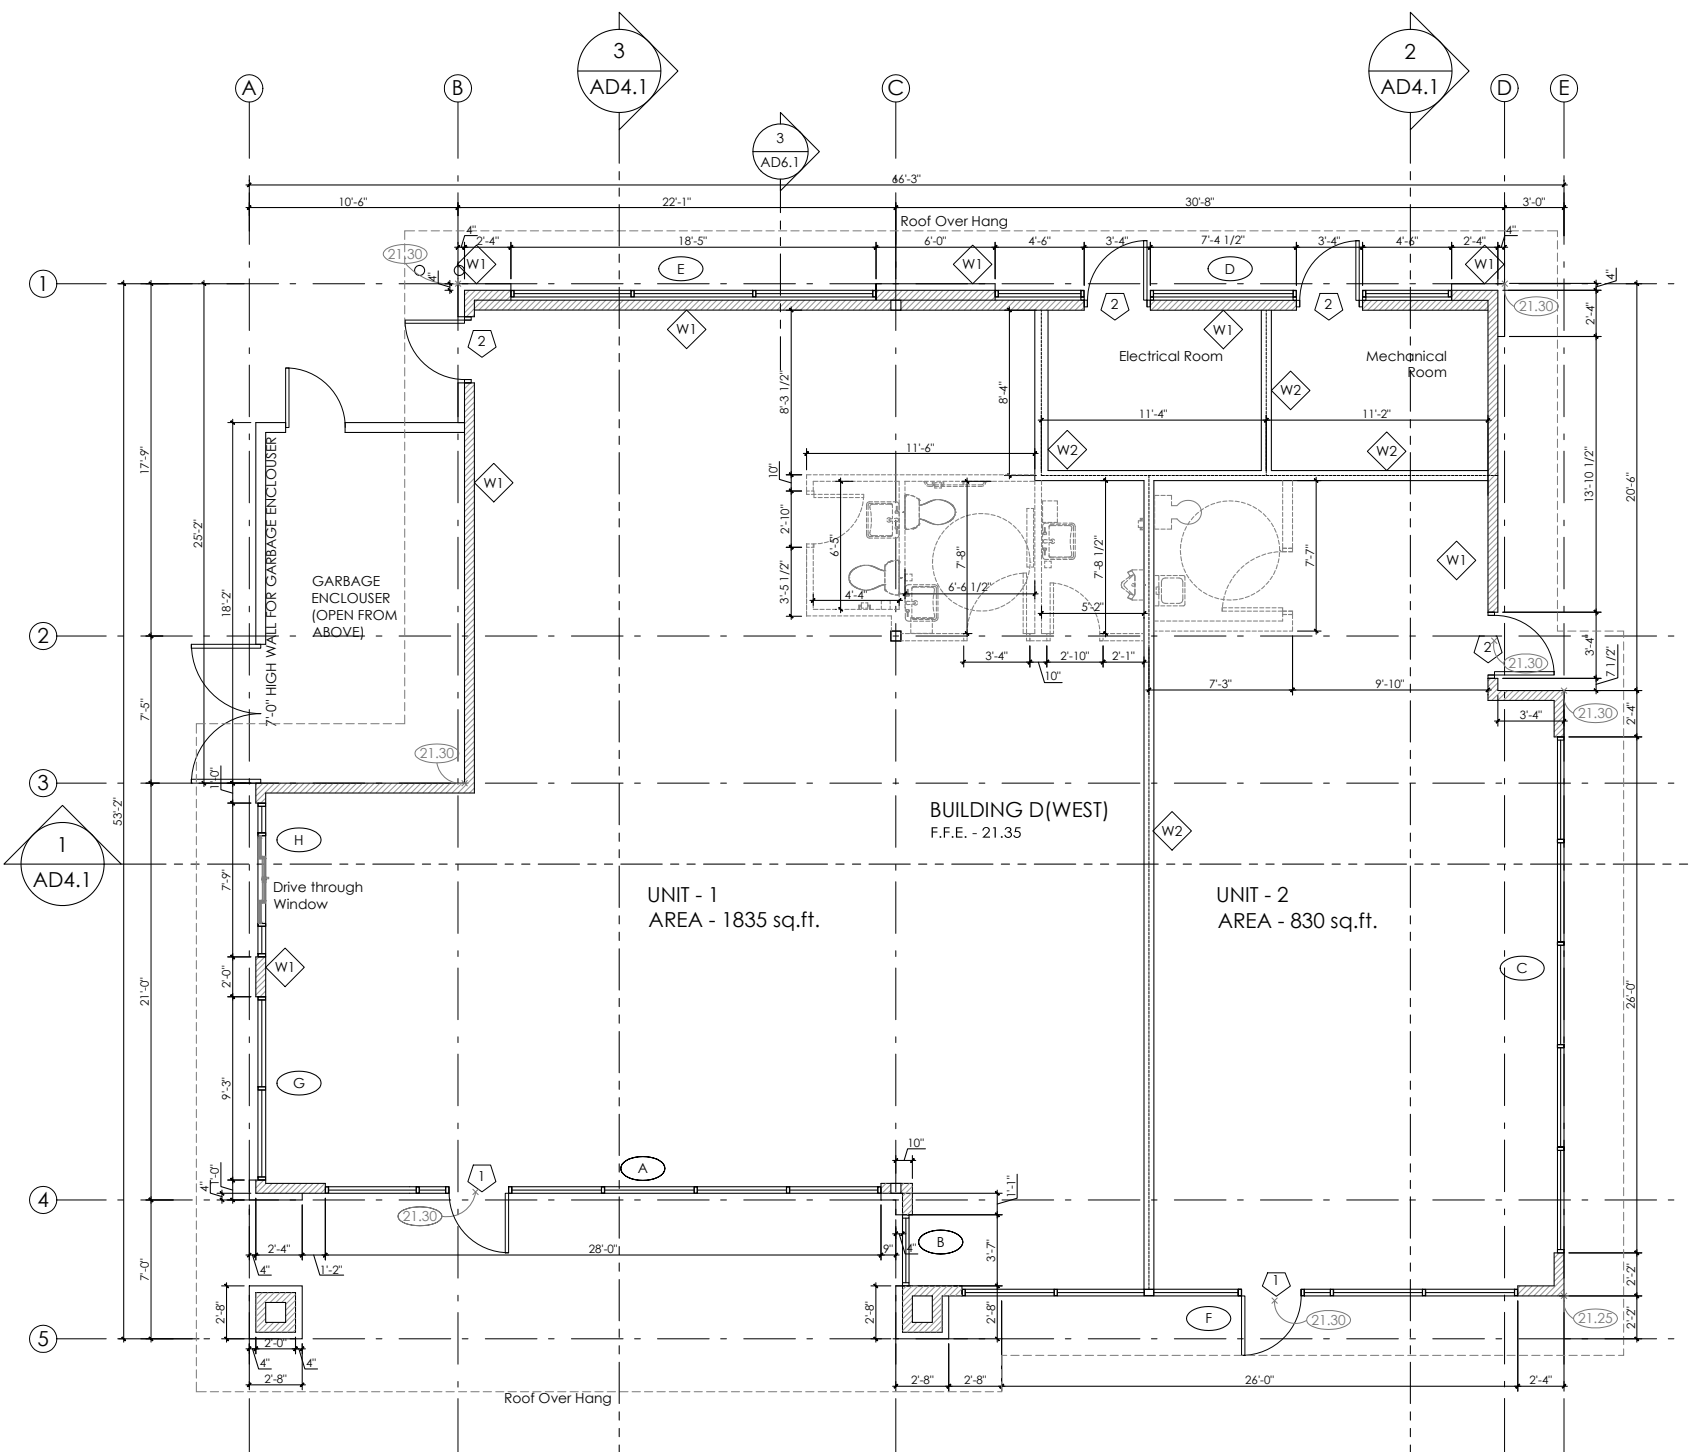 3
AD4.1
2
AD4.1
A
B
C
D
E
3
AD6.1
66'-3"
10'-6"
22'-1"
30'-8"
3'-0"
Roof Over Hang
4"
2'-4"
18'-5"
6'-0"
4'-6"
3'-4"
7'-4 1/2"
3'-4"
4'-6"
2'-4"
4"
21.30
W1
E
W1
D
W1
4"
4"
1
2
2
21.30
2'-4"
2
W1
W1
Electrical Room
Mechanical
Room
8'-3 1/2"
8'-4"
W2
11'-4"
11'-2"
17'-9"
25'-2"
18'-2"
7'-0" HIGH WALL FOR GARBAGE ENCLOUSER
W1
11'-6"
W2
W2
10"
13'-10 1/2"
20'-6"
2'-10"
6'-5"
7'-8"
7'-8 1/2"
7'-7"
W1
GARBAGE
ENCLOUSER
(OPEN FROM
ABOVE)
3'-5 1/2"
4'-4"
6'-6 1/2"
5'-2"
2
3'-4"
10"
2'-10"
2'-1"
2
21.30
3'-4"
7 1/2"
7'-3"
9'-10"
7'-5"
3'-4"
21.30
2'-4"
21.30
3
1'-0"
53'-2"
BUILDING D(WEST)
F.F.E. - 21.35
W2
H
1
AD4.1
7'-9"
Drive through
Window
UNIT - 1
AREA - 1835 sq.ft.
UNIT - 2
AREA - 830 sq.ft.
W1
2'-0"
C
21'-0"
26'-0"
9'-3"
G
10"
1'-0"
4"
A
1
4
21.30
1'-1"
B
4"
3'-7"
2'-4"
1'-2"
28'-0"
9"
4"
7'-0"
2'-8"
2'-8"
2'-8"
1
F
21.30
2'-2"
21.25
2'-2"
5
2'-0"
4"
4"
2'-8"
2'-8"
2'-8"
26'-0"
2'-4"
Roof Over Hang